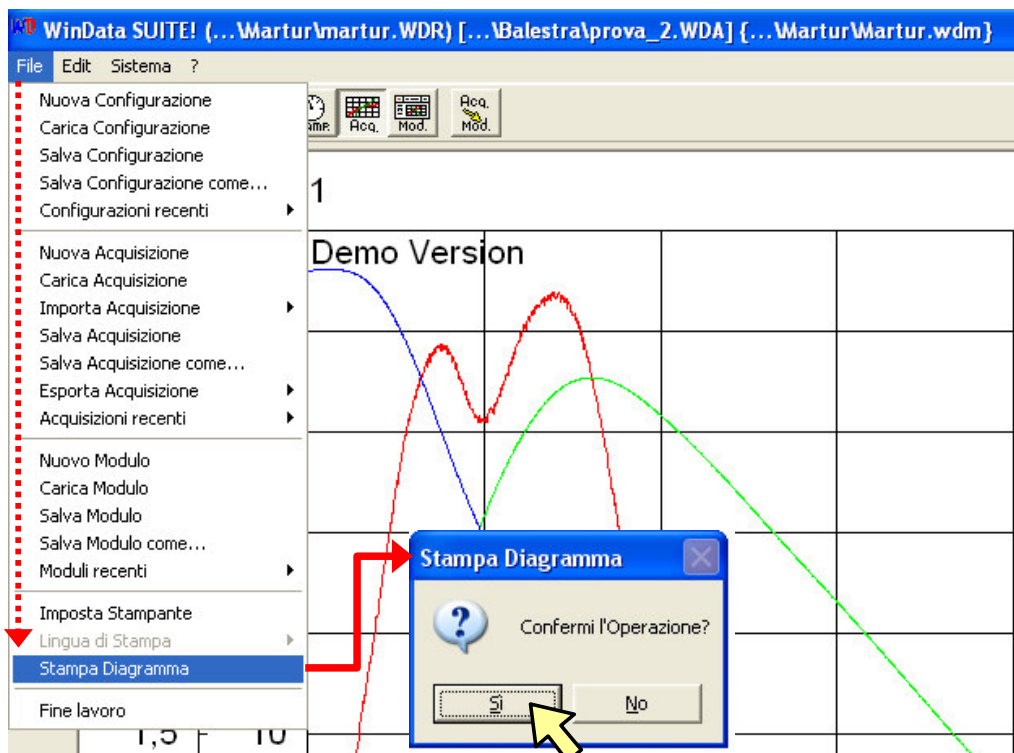 WinData SUITE! (...\Martur\martur.WDR) [...\Balestra\prova_2.WDA] {...\Martur\Martur.wdm}
File Edit Sistema ?
Nuova Configurazione
Carica Configurazione
Salva Configurazione
Salva Configurazione come...
Configurazioni recenti
Nuova Acquisizione
Carica Acquisizione
Importa Acquisizione
Salva Acquisizione
Salva Acquisizione come...
Esporta Acquisizione
Acquisizioni recenti
Nuovo Modulo
Carica Modulo
Salva Modulo
Salva Modulo come...
Moduli recenti
Imposta Stampante
Lingua di Stampa
Stampa Diagramma
Fine lavoro
Acq. Mod.
Acq.
Mod.
1
Demo Version
Stampa Diagramma
Confermi l'Operazione?
Sì No
1,5 10